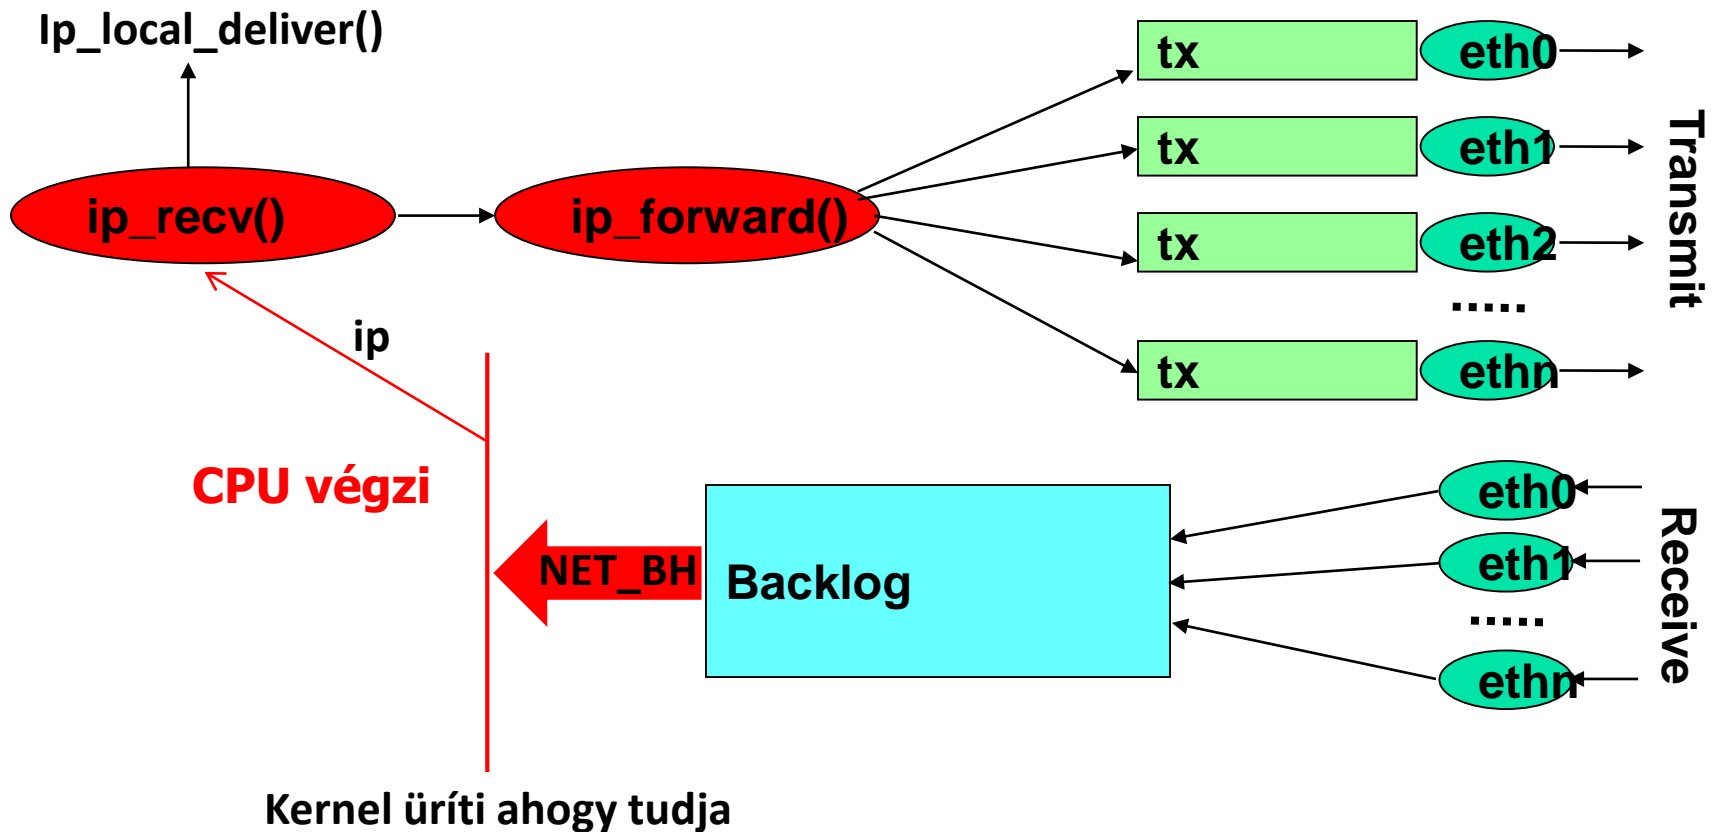 Ip_local_deliver()
ip_recv()
ip_forward()
tx
eth0
tx
eth1
tx
eth2
......
tx
ethn
Transmit
ip
CPU végzi
NET_BH
Backlog
eth0
eth1
......
ethn
Receive
Kernel üríti ahogy tudja